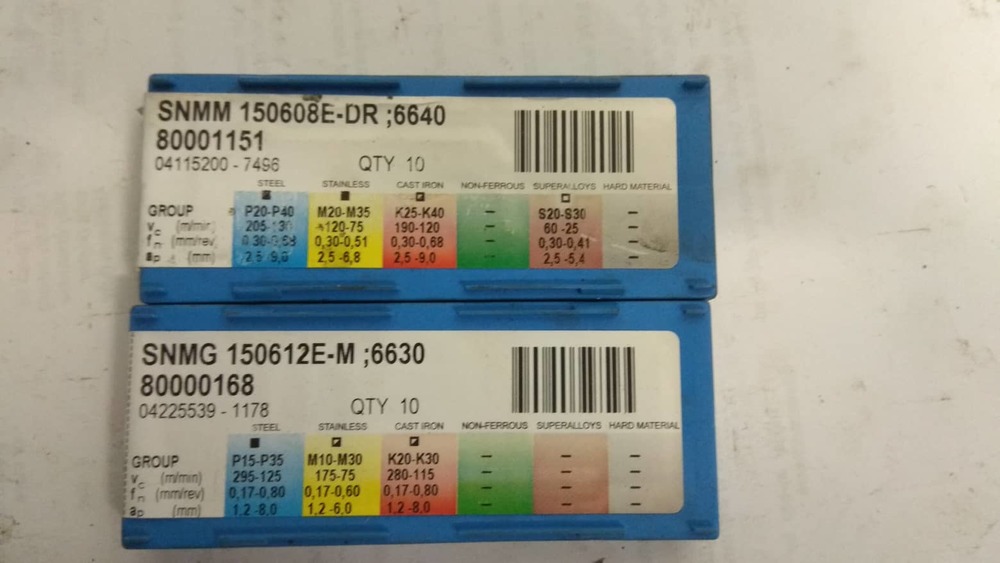 SNMM 150608E-DR ;6640
80001151
04115200 - 7496 QTY 10
STEEL STAINLESS CAST IRON NON-FERROUS SUPERALLOYS HARD MATERIAL
GROUP P20-P40 M20-M35 K25-K40 - S20-S30 -
vc (m/min) 120-75 190-120 - 60 -25 -
fn (mm/rev) 0,30-0,51 0,30-0,68 - 0,30-0,41 -
ap (mm) 2,5 -6,8 2,5 -9,0 - 2,5 -5,4 -
SNMG 150612E-M ;6630
80000168
04225539 - 1178 QTY 10
STEEL STAINLESS CAST IRON NON-FERROUS SUPERALLOYS HARD MATERIAL
GROUP P15-P35 M10-M30 K20-K30 - - -
vc (m/min) 295-125 175-75 280-115 - - -
fn (mm/rev) 0,17-0,80 0,17-0,60 0,17-0,80 - - -
ap (mm) 1,2 -8,0 1,2 -6,0 1,2 -8,0 - - -